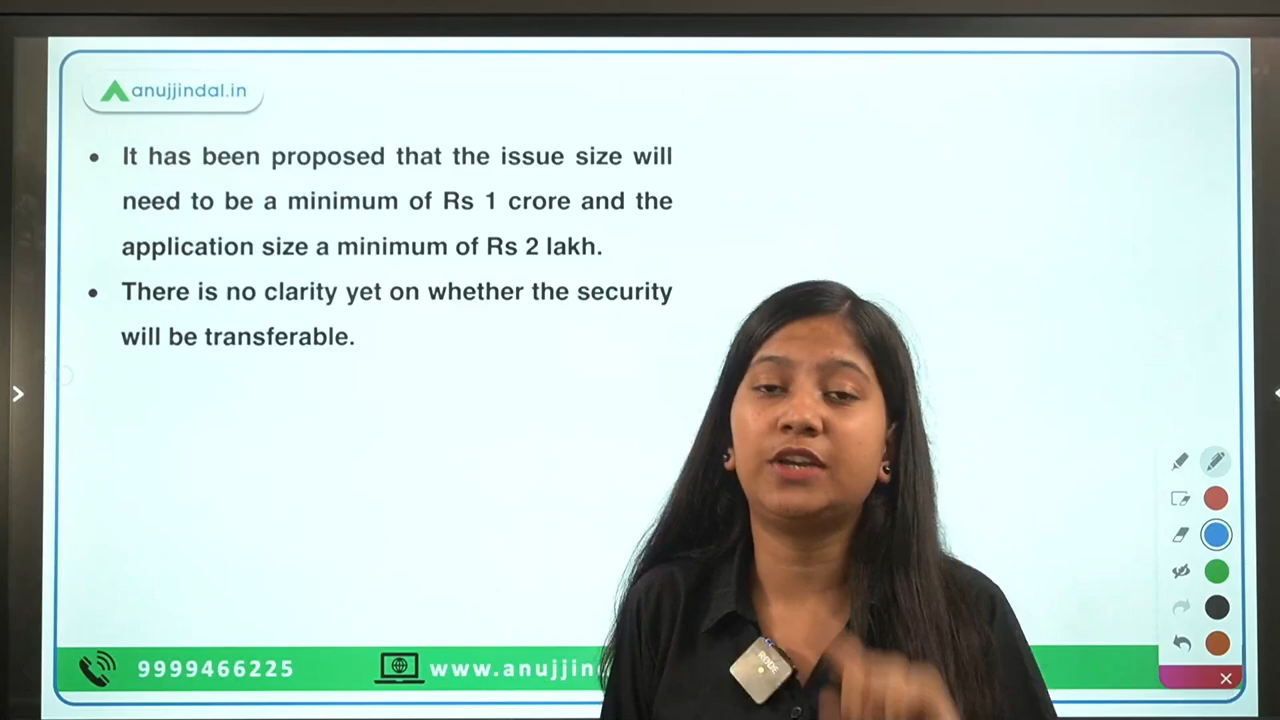 anujjindal.in
• It has been proposed that the issue size will
need to be a minimum of Rs 1 crore and the
application size a minimum of Rs 2 lakh.
• There is no clarity yet on whether the security
will be transferable.
RØDE
9999466225
www.anujjin